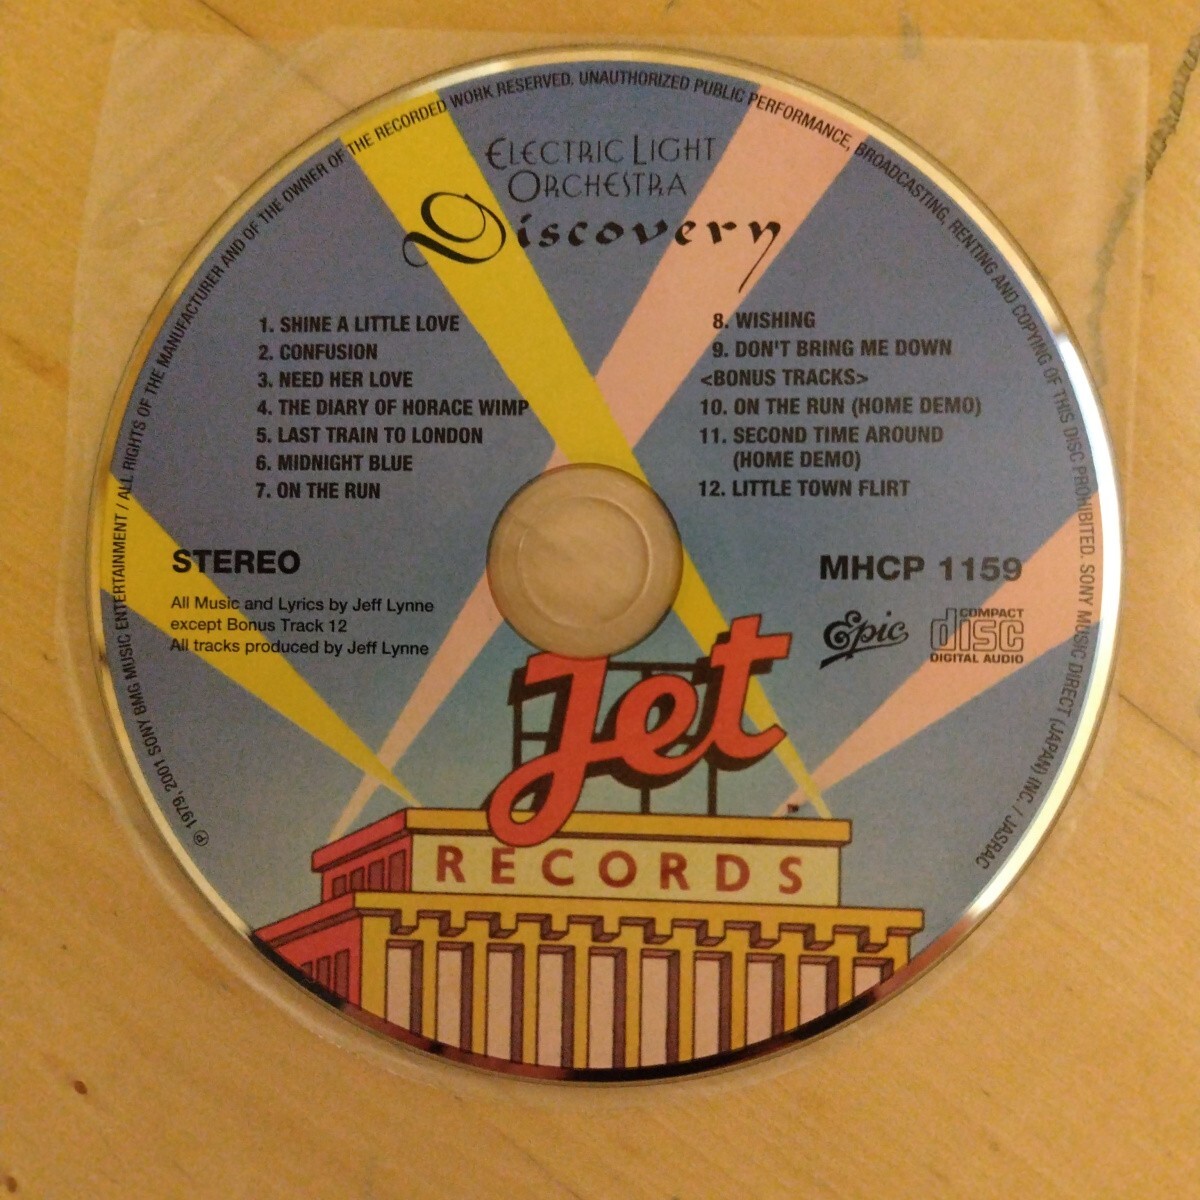 ELECTRIC LIGHT
ORCHESTRA
Discovery
1. SHINE A LITTLE LOVE
2. CONFUSION
3. NEED HER LOVE
4. THE DIARY OF HORACE WIMP
5. LAST TRAIN TO LONDON
6. MIDNIGHT BLUE
7. ON THE RUN
8. WISHING
9. DON'T BRING ME DOWN
<BONUS TRACKS>
10. ON THE RUN (HOME DEMO)
11. SECOND TIME AROUND
(HOME DEMO)
12. LITTLE TOWN FLIRT
STEREO
All Music and Lyrics by Jeff Lynne
except Bonus Track 12
All tracks produced by Jeff Lynne
MHCP 1159
Epic
COMPACT
disc
DIGITAL AUDIO
Jet
™
RECORDS
℗ 1979, 2001 SONY BMG MUSIC ENTERTAINMENT / ALL RIGHTS OF THE MANUFACTURER AND OF THE OWNER OF THE RECORDED WORK RESERVED. UNAUTHORIZED PUBLIC PERFORMANCE, BROADCASTING, RENTING AND COPYING OF THIS DISC PROHIBITED. SONY MUSIC DIRECT (JAPAN) INC. / JASRAC